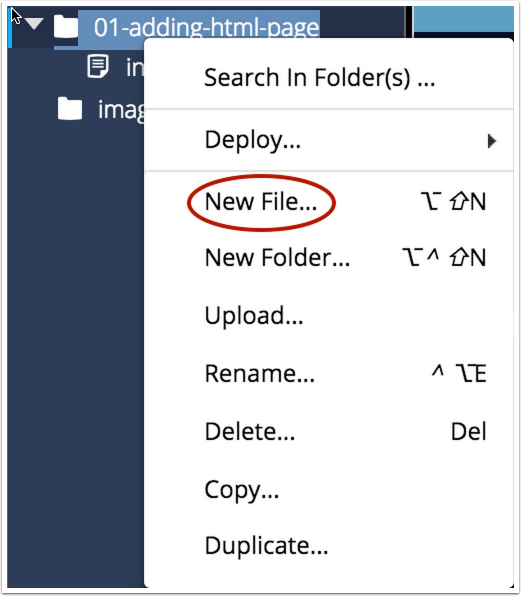 01-adding-html-page
in
imag
Search In Folder(s) ...
Deploy...
New File... ⌥ ⇧N
New Folder... ⌥^ ⇧N
Upload...
Rename... ^ ⌥E
Delete... Del
Copy...
Duplicate...